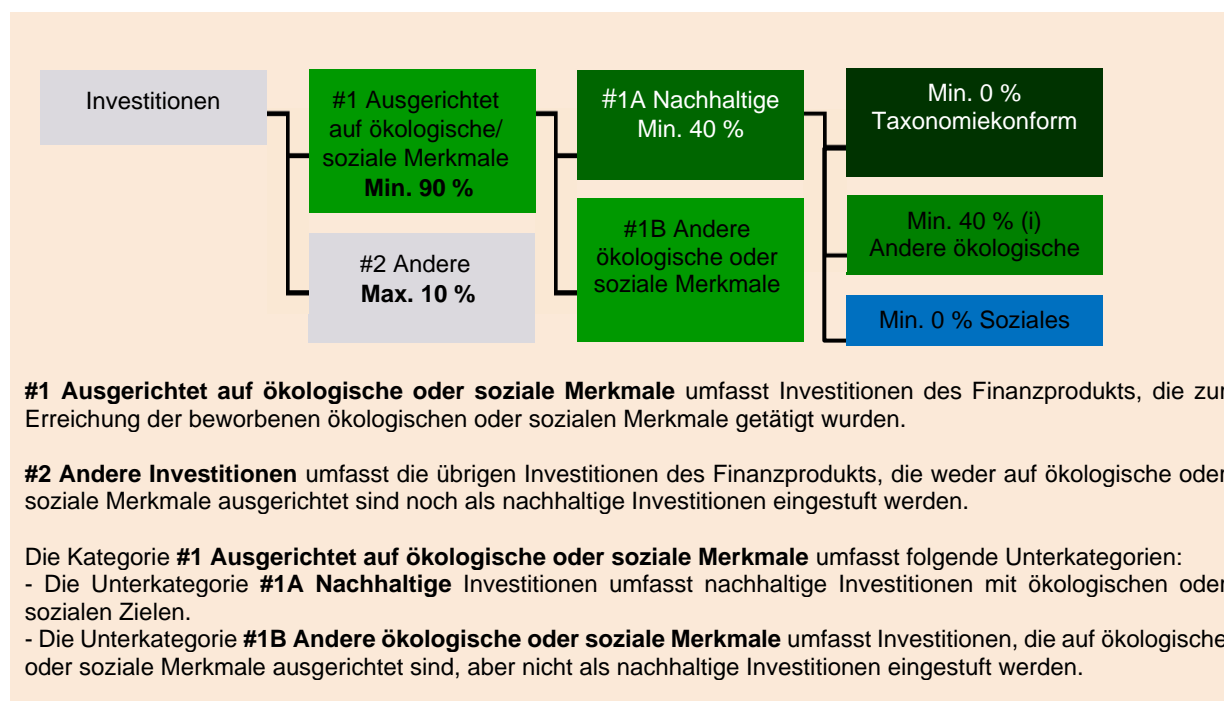 Investitionen
#1 Ausgerichtet
auf ökologische/
soziale Merkmale
Min. 90 %
#2 Andere
Max. 10 %
#1A Nachhaltige
Min. 40 %
#1B Andere
ökologische oder
soziale Merkmale
Min. 0 %
Taxonomiekonform
Min. 40 % (i)
Andere ökologische
Min. 0 % Soziales
#1 Ausgerichtet auf ökologische oder soziale Merkmale umfasst Investitionen des Finanzprodukts, die zur
Erreichung der beworbenen ökologischen oder sozialen Merkmale getätigt wurden.
#2 Andere Investitionen umfasst die übrigen Investitionen des Finanzprodukts, die weder auf ökologische oder
soziale Merkmale ausgerichtet sind noch als nachhaltige Investitionen eingestuft werden.
Die Kategorie #1 Ausgerichtet auf ökologische oder soziale Merkmale umfasst folgende Unterkategorien:
- Die Unterkategorie #1A Nachhaltige Investitionen umfasst nachhaltige Investitionen mit ökologischen oder
sozialen Zielen.
- Die Unterkategorie #1B Andere ökologische oder soziale Merkmale umfasst Investitionen, die auf ökologische
oder soziale Merkmale ausgerichtet sind, aber nicht als nachhaltige Investitionen eingestuft werden.